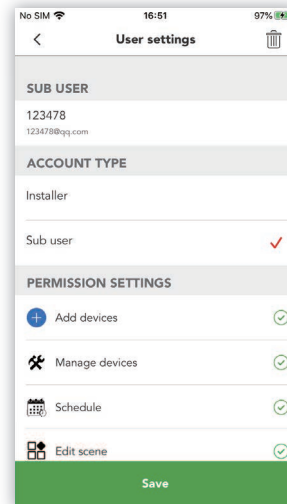 No SIM 16:51 97%
User settings
SUB USER
123478
123478@qq.com
ACCOUNT TYPE
Installer
Sub user
PERMISSION SETTINGS
Add devices
Manage devices
Schedule
Edit scene
Save